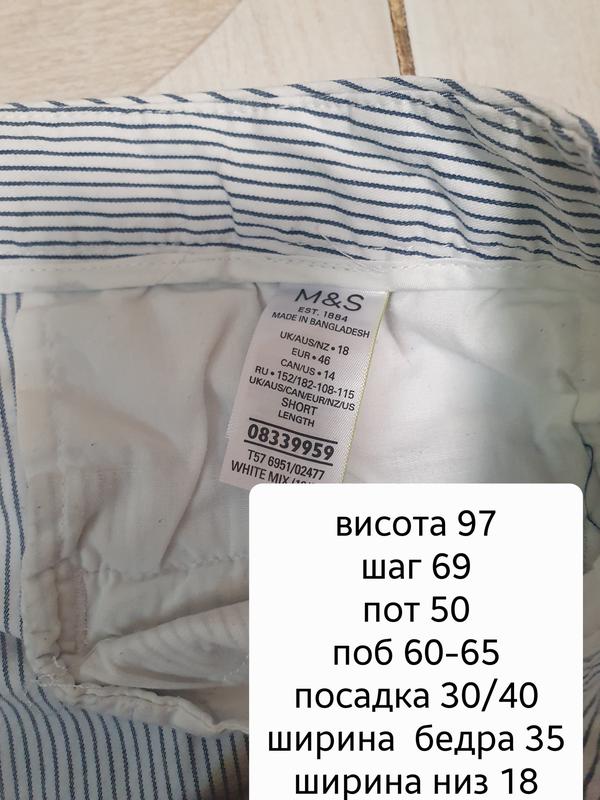 M&S
EST. 1884
MADE IN BANGLADESH
UK/AUS/NZ • 18
EUR • 46
CAN/US • 14
RU • 152/182-108-115
UK/AUS/CAN/EUR/NZ/US
SHORT
LENGTH
08339959
T57 6951/02477
WHITE MIX
висота 97
шаг 69
пот 50
поб 60-65
посадка 30/40
ширина бедра 35
ширина низ 18